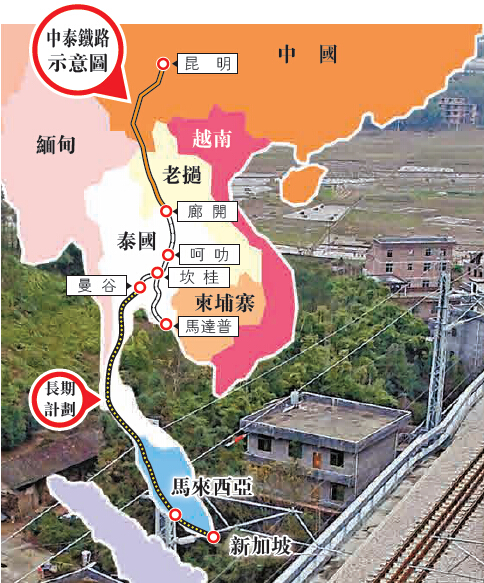 中泰鐵路
示意圖
中國
昆明
緬甸
越南
老撾
廊開
泰國
呵叻
坎桂
曼谷
柬埔寨
馬達普
長期
計劃
馬來西亞
新加坡